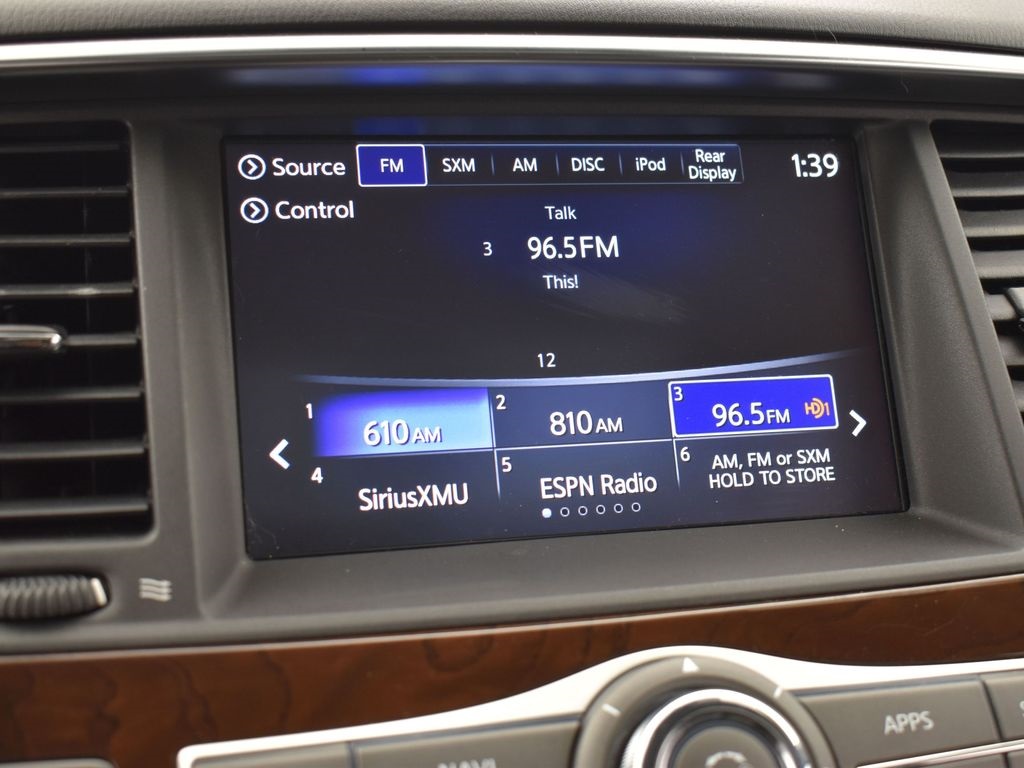 Source FM SXM AM DISC iPod Rear Display 1:39
Control
Talk
3 96.5FM
This!
12
1 610AM 2 810AM 3 96.5FM HD1
4 SiriusXMU 5 ESPN Radio 6 AM, FM or SXM
HOLD TO STORE
APPS
NAVI